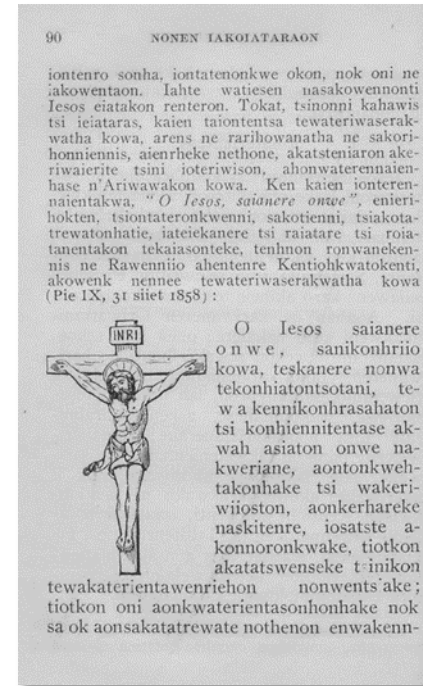 90 NONEN IAKOIATARAON
iontenro sonha, iontatenonkwe okon, nok oni ne
iakowentaon. Iahte watiesen nasakowennonti
Iesos eiatakon renteron. Tokat, tsinonni kahawis
tsi ieiataras, kaien taiontentsa tewateriwaserak-
watha kowa, arens ne rarihowanatha ne sakori-
honniennis, aienrheke nethone, akatsteniaron ake-
riwaierite tsini ioteriwison, ahonwaterennaien-
hase n'Ariwawakon kowa. Ken kaien ionteren-
naientakwa, "O Iesos, saianere onwe", enieri-
hokten, tsiontateronkwenni, sakotienni, tsiakota-
trewatonhatie, iateiekanere tsi raiatare tsi roia-
tanentakon tekaiasonteke, tenhnon ronwaneken-
nis ne Rawenniio ahentenre Kentiohkwatokenti,
akowenk nennee tewateriwaserakwatha kowa
(Pie IX, 31 siiet 1858) :
INRI
O Iesos saianere
onwe, sanikonhriio
kowa, teskanere nonwa
tekonhiatontsotani, te-
wakennikonhrasahaton
tsi konhiennitentase ak-
wah asiaton onwe na-
kweriane, aontonkweh-
takonhake tsi wakeri-
wiioston, aonkerhareke
naskitenre, iosatste a-
konnoronkwake, tiotkon
akatatswenseke tsinikon
tewakaterientawenriehon nonwentsake ;
tiotkon oni aonkwaterientasonhonhake nok
sa ok aonsakatatrewate nothenon enwakenn-